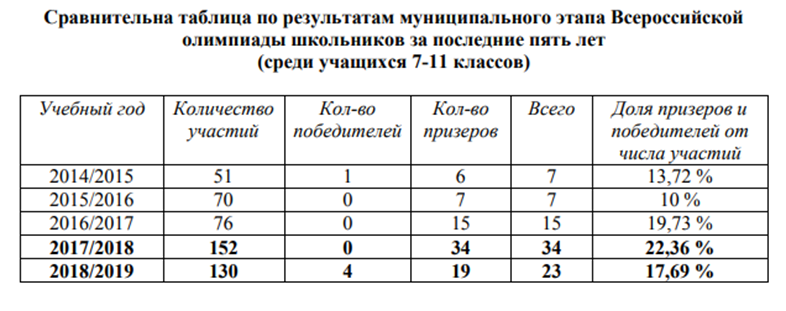 Сравнительна таблица по результатам муниципального этапа Всероссийской
олимпиады школьников за последние пять лет
(среди учащихся 7-11 классов)
Учебный год Количество участий Кол-во победителей Кол-во призеров Всего Доля призеров и победителей от числа участий
2014/2015 51 1 6 7 13,72 %
2015/2016 70 0 7 7 10 %
2016/2017 76 0 15 15 19,73 %
2017/2018 152 0 34 34 22,36 %
2018/2019 130 4 19 23 17,69 %